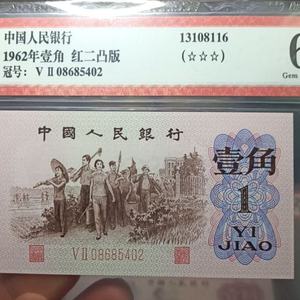 中国人民银行 13108116
1962年壹角 红二凸版 (☆☆☆)
冠号: V II 08685402
Gem
中國人民銀行
壹角
1
YI
JIAO
V II 08685402